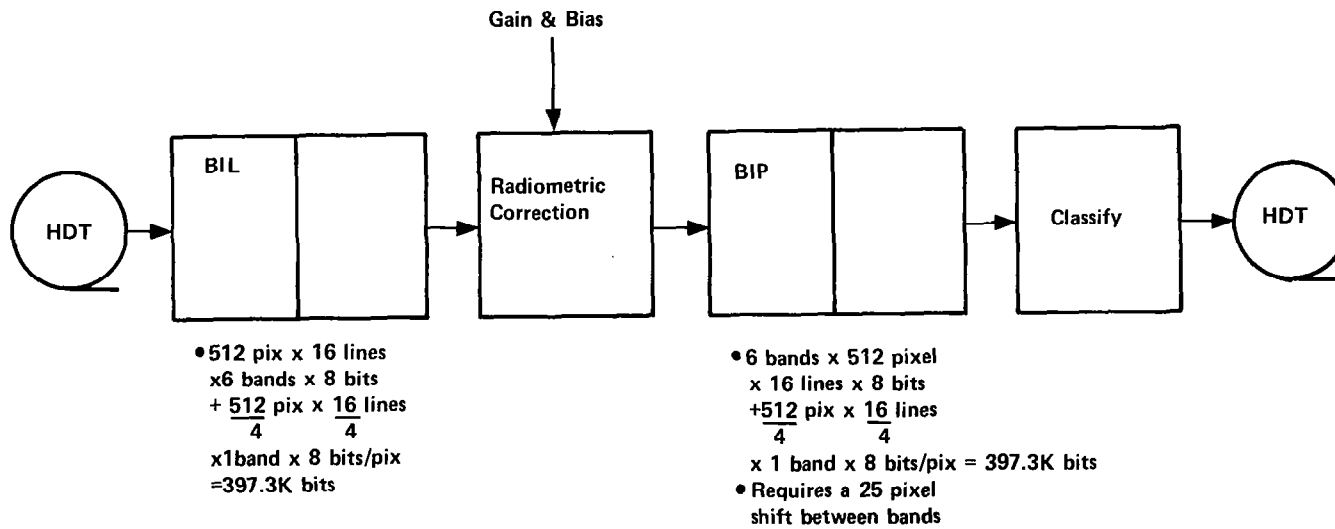 Gain & Bias
HDT
BIL
Radiometric
Correction
BIP
Classify
HDT
•512 pix x 16 lines
x6 bands x 8 bits
+ 512/4 pix x 16/4 lines
x1band x 8 bits/pix
=397.3K bits
•6 bands x 512 pixel
x 16 lines x 8 bits
+512/4 pix x 16/4 lines
x 1 band x 8 bits/pix = 397.3K bits
•Requires a 25 pixel
shift between bands